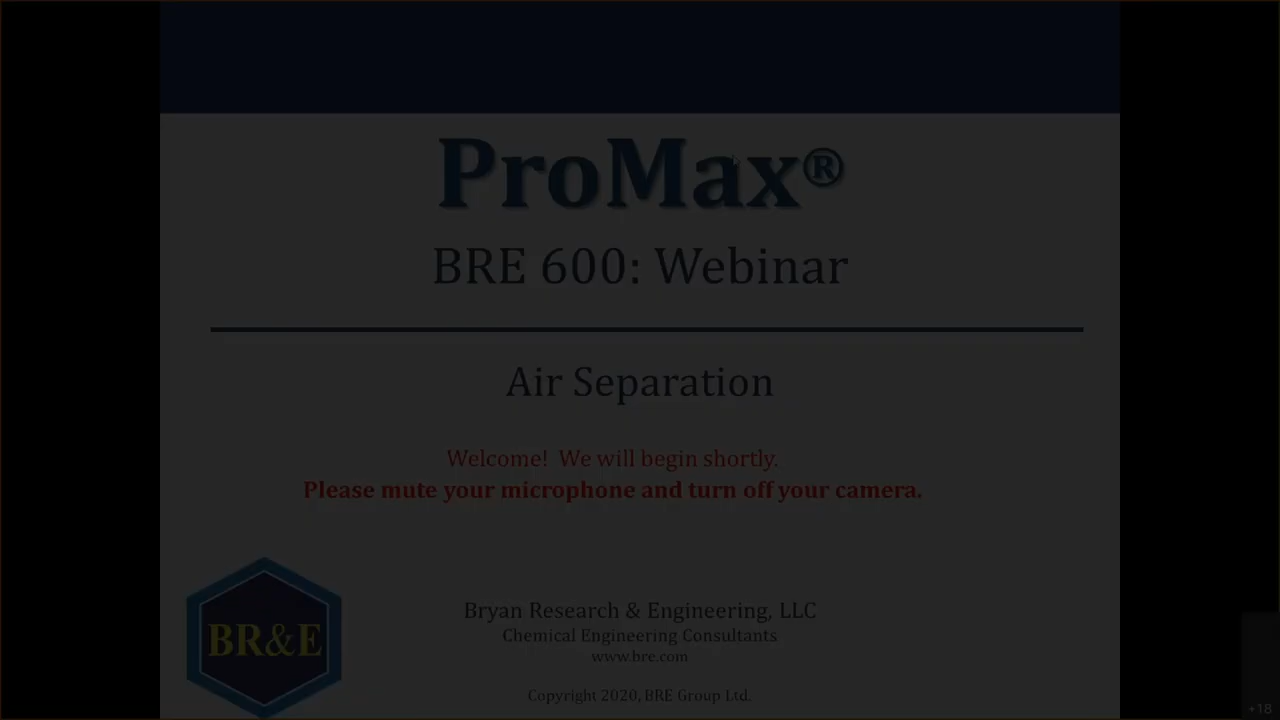 ProMax®
BRE 600: Webinar
Air Separation
Welcome! We will begin shortly.
Please mute your microphone and turn off your camera.
BR&E
Bryan Research & Engineering, LLC
Chemical Engineering Consultants
www.bre.com
Copyright 2020, BRE Group Ltd.
+18